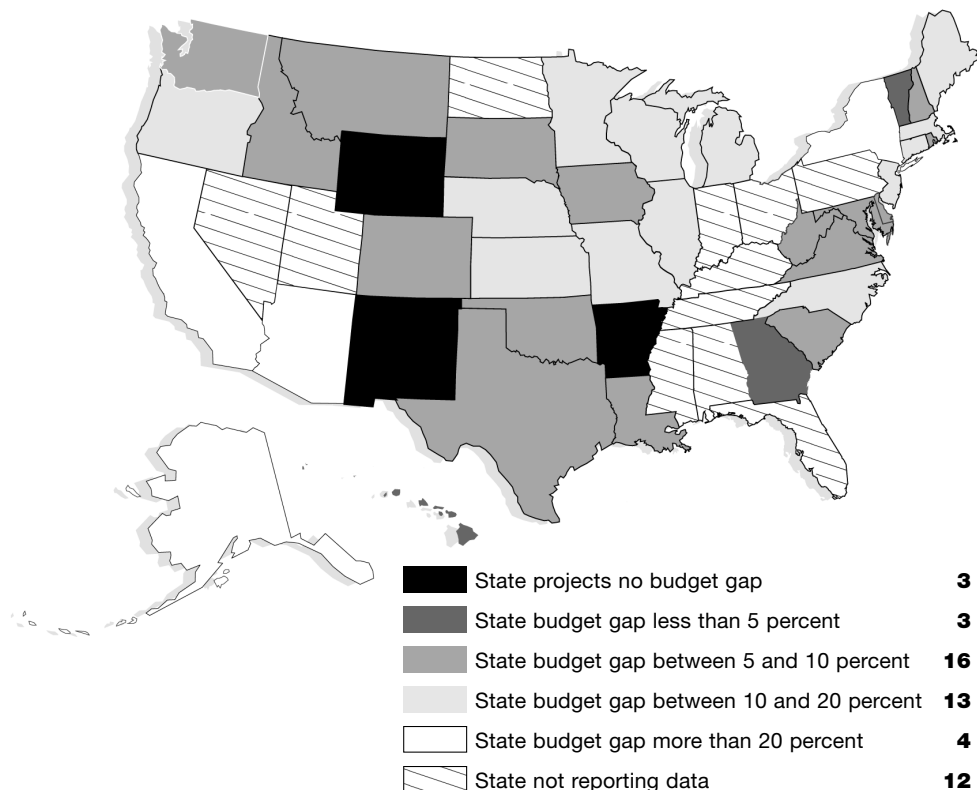 State projects no budget gap 3
State budget gap less than 5 percent 3
State budget gap between 5 and 10 percent 16
State budget gap between 10 and 20 percent 13
State budget gap more than 20 percent 4
State not reporting data 12